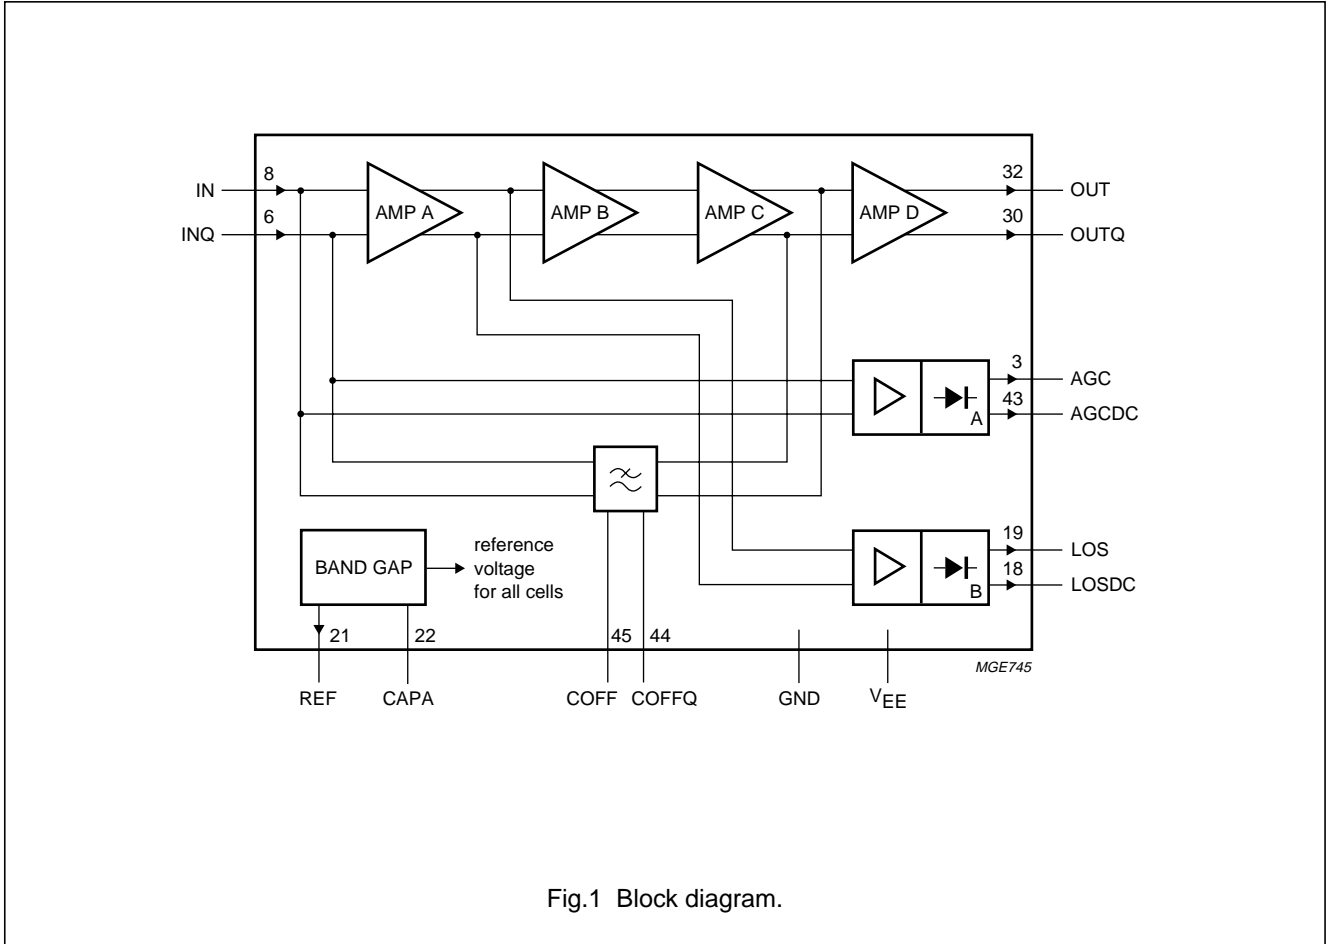 8
32
IN
AMP A
AMP B
AMP C
AMP D
OUT
6
30
INQ
OUTQ
3
AGC
43
A
AGCDC
19
LOS
reference
voltage
for all cells
BAND GAP
18
B
LOSDC
21
22
45
44
MGE745
REF
CAPA
COFF
COFFQ
GND
VEE
Fig.1 Block diagram.